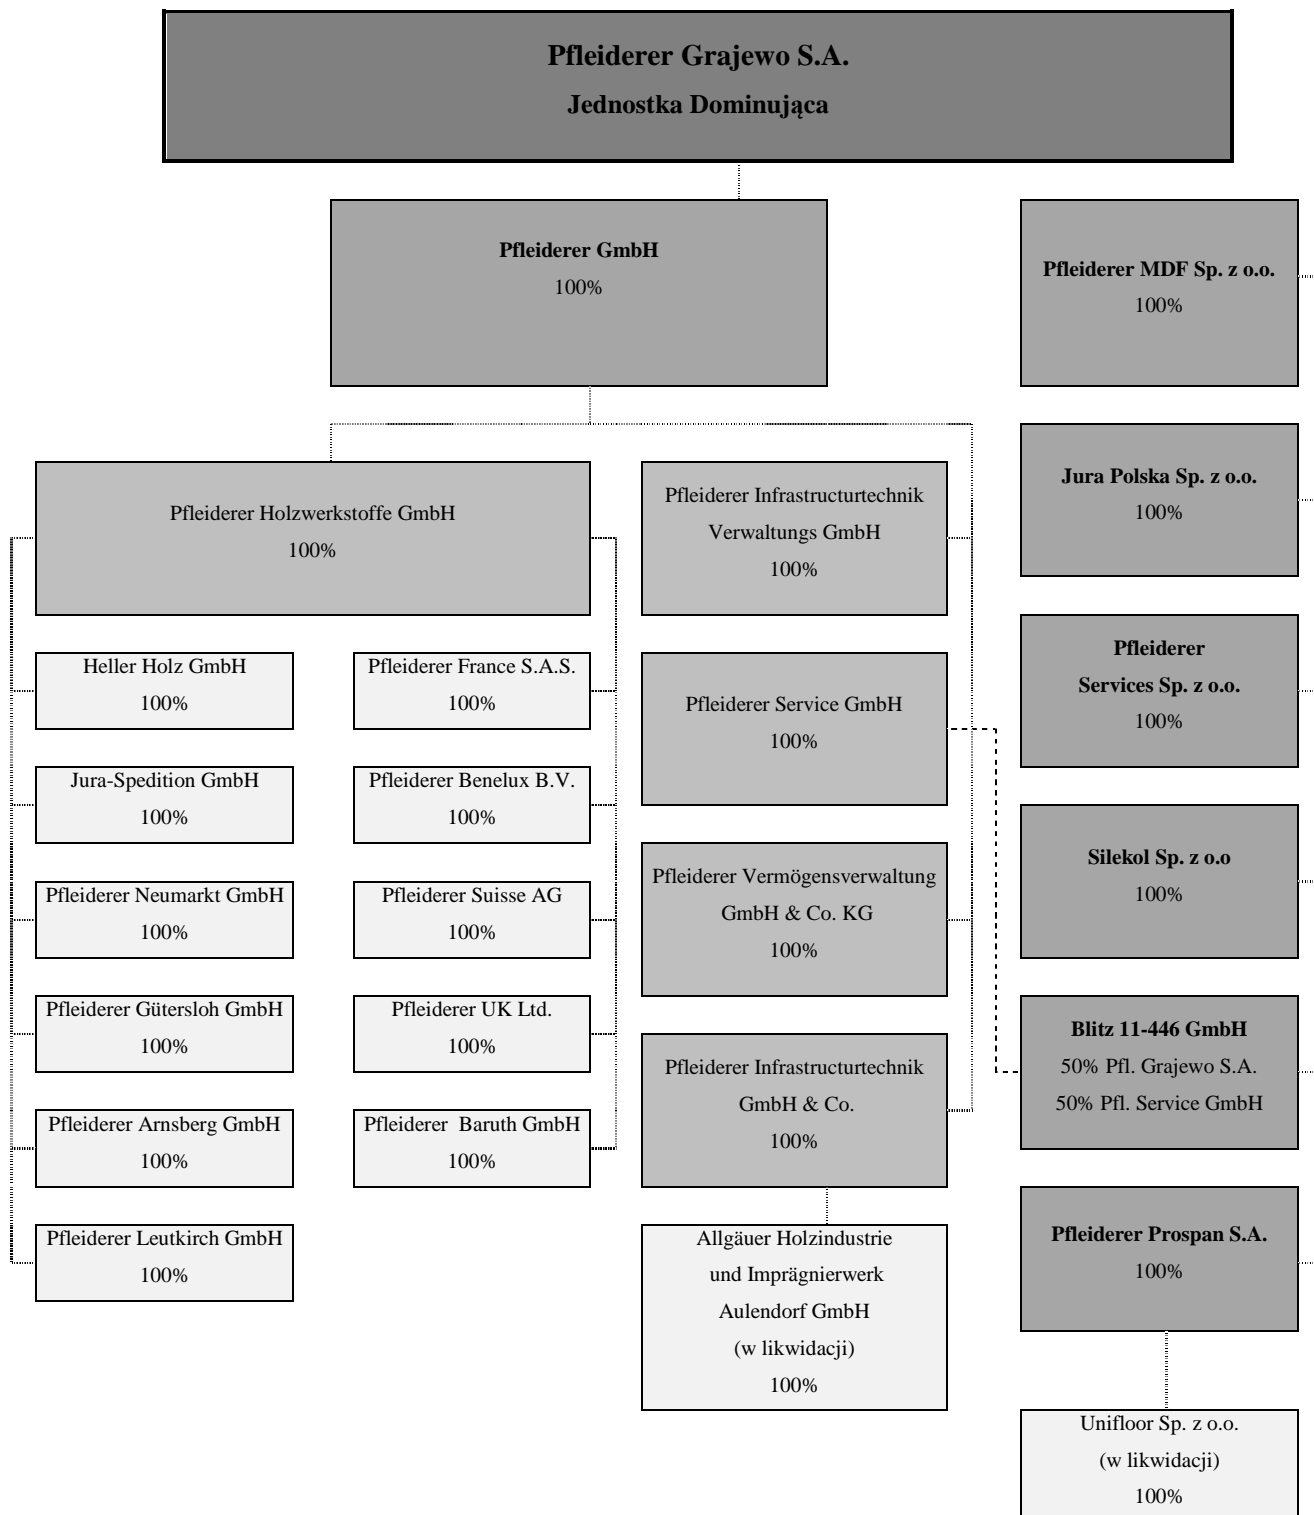 Pfleiderer Grajewo S.A.
Jednostka Dominująca
Pfleiderer GmbH
100%
Pfleiderer MDF Sp. z o.o.
100%
Jura Polska Sp. z o.o.
100%
Pfleiderer Holzwerkstoffe GmbH
100%
Pfleiderer Infrastructurtechnik
Verwaltungs GmbH
100%
Pfleiderer
Services Sp. z o.o.
100%
Heller Holz GmbH
100%
Pfleiderer France S.A.S.
100%
Pfleiderer Service GmbH
100%
Jura-Spedition GmbH
100%
Pfleiderer Benelux B.V.
100%
Silekol Sp. z o.o
100%
Pfleiderer Neumarkt GmbH
100%
Pfleiderer Suisse AG
100%
Pfleiderer Vermögensverwaltung
GmbH & Co. KG
100%
Pfleiderer Gütersloh GmbH
100%
Pfleiderer UK Ltd.
100%
Pfleiderer Infrastructurtechnik
GmbH & Co.
100%
Blitz 11-446 GmbH
50% Pfl. Grajewo S.A.
50% Pfl. Service GmbH
Pfleiderer Arnsberg GmbH
100%
Pfleiderer  Baruth GmbH
100%
Pfleiderer Leutkirch GmbH
100%
Allgäuer Holzindustrie
und Imprägnierwerk
Aulendorf GmbH
(w likwidacji)
100%
Pfleiderer Prospan S.A.
100%
Unifloor Sp. z o.o.
(w likwidacji)
100%